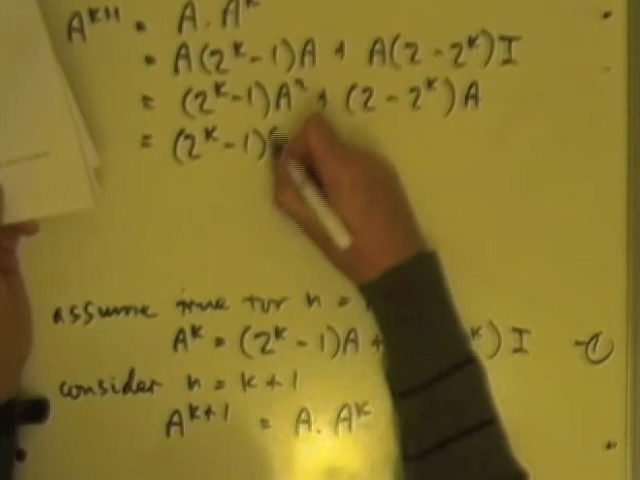 A^{k+1} = A . A^k
= A(2^k - 1)A + A(2 - 2^k)I
= (2^k - 1)A^2 + (2 - 2^k)A
= (2^k - 1)(
assume true for n =
A^k = (2^k - 1)A + ^k)I - ①
consider n = k+1
A^{k+1} = A . A^k